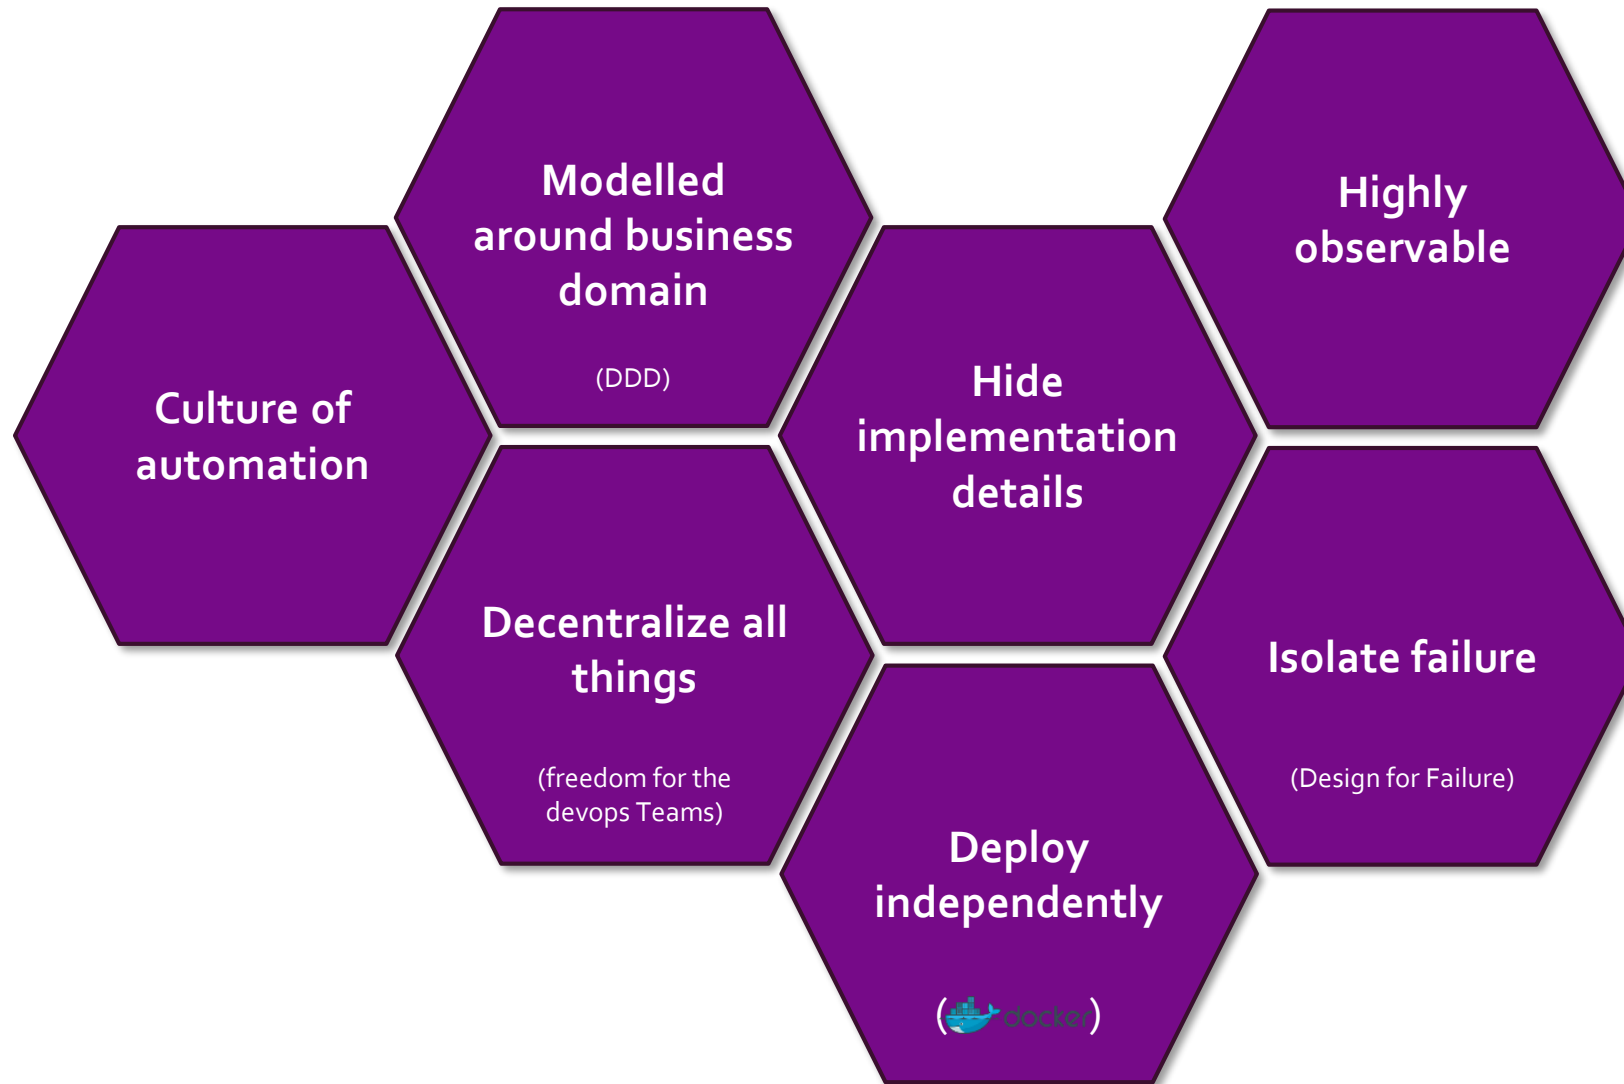 Modelled
around business
domain
(DDD)
Highly
observable
Culture of
automation
Hide
implementation
details
Decentralize all
things
(freedom for the
devops Teams)
Isolate failure
(Design for Failure)
Deploy
independently
(docker)